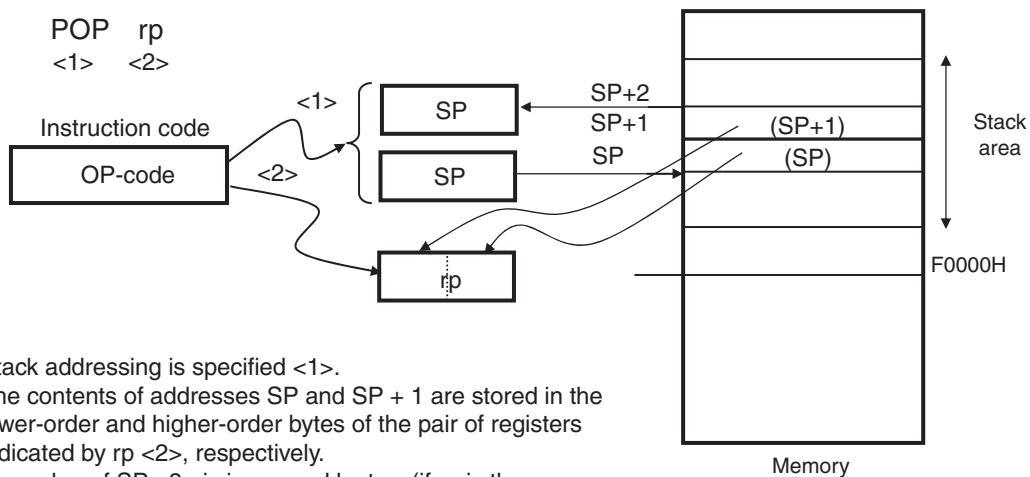 POP rp
<1> <2>
<1>
SP
SP+2
SP+1
(SP+1)
Stack
area
Instruction code
OP-code
<2>
SP
SP
(SP)
rp
F0000H
tack addressing is specified <1>.
he contents of addresses SP and SP + 1 are stored in the
wer-order and higher-order bytes of the pair of registers
dicated by rp <2>, respectively.
Memory